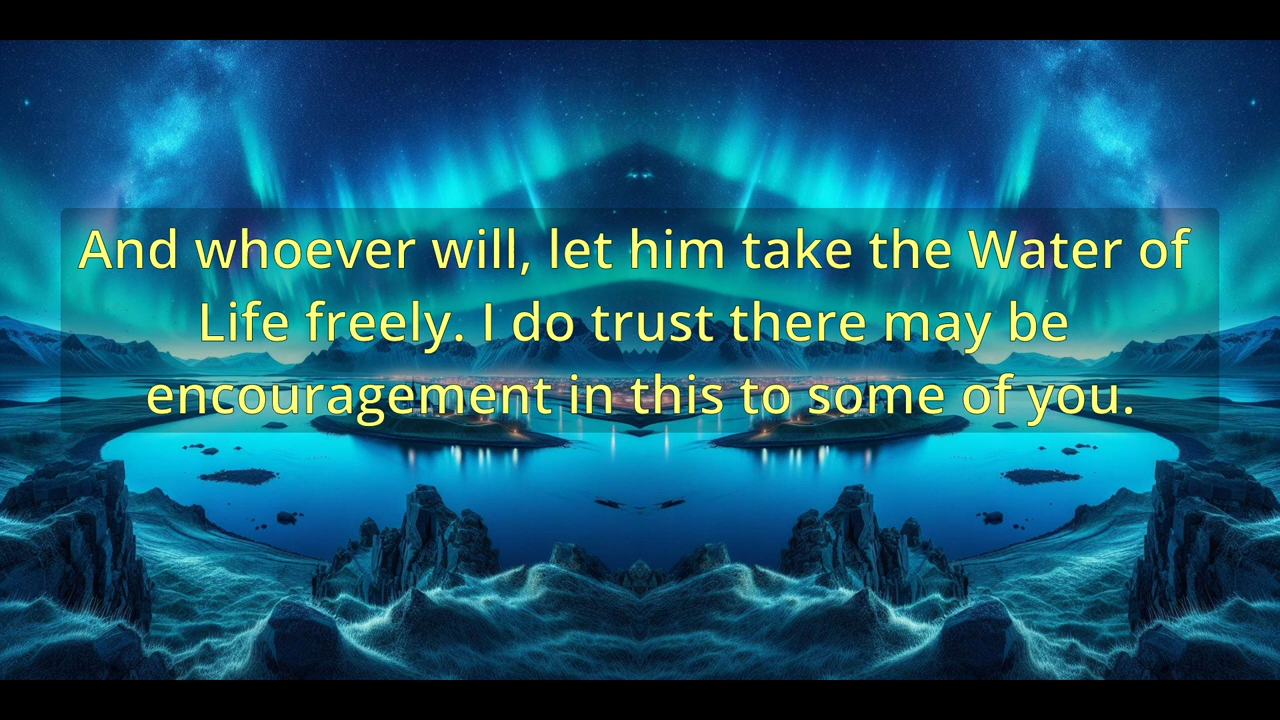 And whoever will, let him take the Water of
Life freely. I do trust there may be
encouragement in this to some of you.